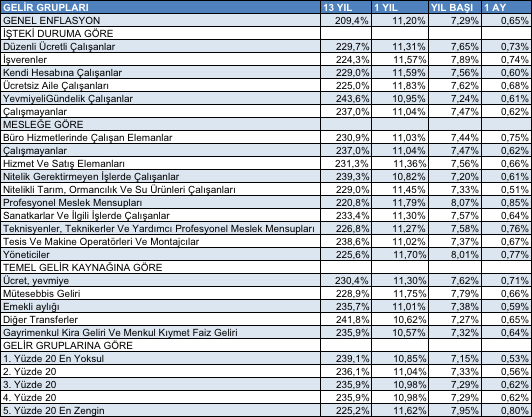 GELİR GRUPLARI 13 YIL 1 YIL YIL BAŞI 1 AY
GENEL ENFLASYON 209,4% 11,20% 7,29% 0,65%
İŞTEKİ DURUMA GÖRE
Düzenli Ücretli Çalışanlar 229,7% 11,31% 7,65% 0,73%
İşverenler 224,3% 11,57% 7,89% 0,74%
Kendi Hesabına Çalışanlar 229,0% 11,59% 7,56% 0,60%
Ücretsiz Aile Çalışanları 225,0% 11,83% 7,62% 0,68%
YevmiyeliGündelik Çalışanlar 243,6% 10,95% 7,24% 0,61%
Çalışmayanlar 237,0% 11,04% 7,47% 0,62%
MESLEĞE GÖRE
Büro Hizmetlerinde Çalışan Elemanlar 230,9% 11,03% 7,44% 0,75%
Çalışmayanlar 237,0% 11,04% 7,47% 0,62%
Hizmet Ve Satış Elemanları 231,3% 11,36% 7,56% 0,66%
Nitelik Gerektirmeyen İşlerde Çalışanlar 239,3% 10,82% 7,20% 0,61%
Nitelikli Tarım, Ormancılık Ve Su Ürünleri Çalışanları 229,0% 11,45% 7,33% 0,51%
Profesyonel Meslek Mensupları 220,8% 11,79% 8,07% 0,85%
Sanatkarlar Ve İlgili İşlerde Çalışanlar 233,4% 11,30% 7,57% 0,64%
Teknisyenler, Teknikerler Ve Yardımcı Profesyonel Meslek Mensupları 226,8% 11,27% 7,58% 0,76%
Tesis Ve Makine Operatörleri Ve Montajcılar 238,6% 11,02% 7,37% 0,67%
Yöneticiler 225,6% 11,70% 8,01% 0,77%
TEMEL GELİR KAYNAĞINA GÖRE
Ücret, yevmiye 230,4% 11,30% 7,62% 0,71%
Mütesebbis Geliri 228,9% 11,75% 7,79% 0,66%
Emekli aylığı 235,7% 11,01% 7,38% 0,59%
Diğer Transferler 241,8% 10,62% 7,27% 0,65%
Gayrimenkul Kira Geliri Ve Menkul Kıymet Faiz Geliri 235,9% 10,57% 7,32% 0,64%
GELİR GRUPLARINA GÖRE
1. Yüzde 20 En Yoksul 239,1% 10,85% 7,15% 0,53%
2. Yüzde 20 236,1% 11,04% 7,33% 0,56%
3. Yüzde 20 235,9% 10,98% 7,29% 0,62%
4. Yüzde 20 235,9% 10,98% 7,29% 0,62%
5. Yüzde 20 En Zengin 225,2% 11,62% 7,95% 0,80%